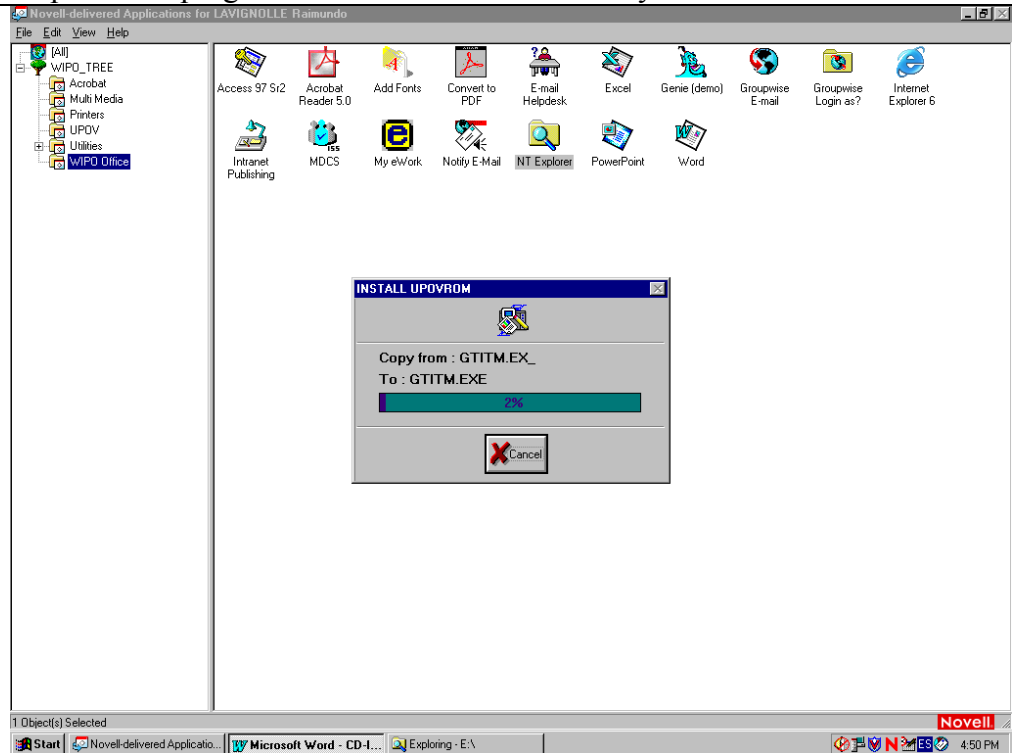 Novell-delivered Applications for LAVIGNOLLE Raimundo
File Edit View Help
[All]
WIPO_TREE
Acrobat
Multi Media
Printers
UPOV
Utilities
WIPO Office
Access 97 Sr2
Acrobat Reader 5.0
Add Fonts
Convert to PDF
E-mail Helpdesk
Excel
Genie (demo)
Groupwise E-mail
Groupwise Login as?
Internet Explorer 6
Intranet Publishing
MDCS
My eWork
Notify E-Mail
NT Explorer
PowerPoint
Word
INSTALL UPOVROM
Copy from : GTITM.EX_
To : GTITM.EXE
2%
Cancel
1 Object(s) Selected
Novell.
Start
Novell-delivered Applicatio...
Microsoft Word - CD-I...
Exploring - E:\
ES
4:50 PM